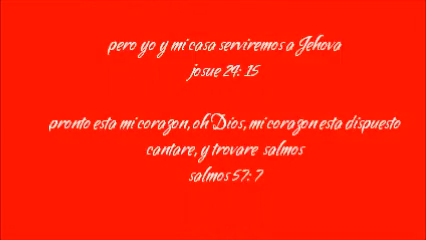 pero yo y mi casa serviremos a Jehova
josue 24: 15
pronto esta mi corazon, oh Dios, mi corazon esta dispuesto
cantare, y trovare salmos
salmos 57: 7